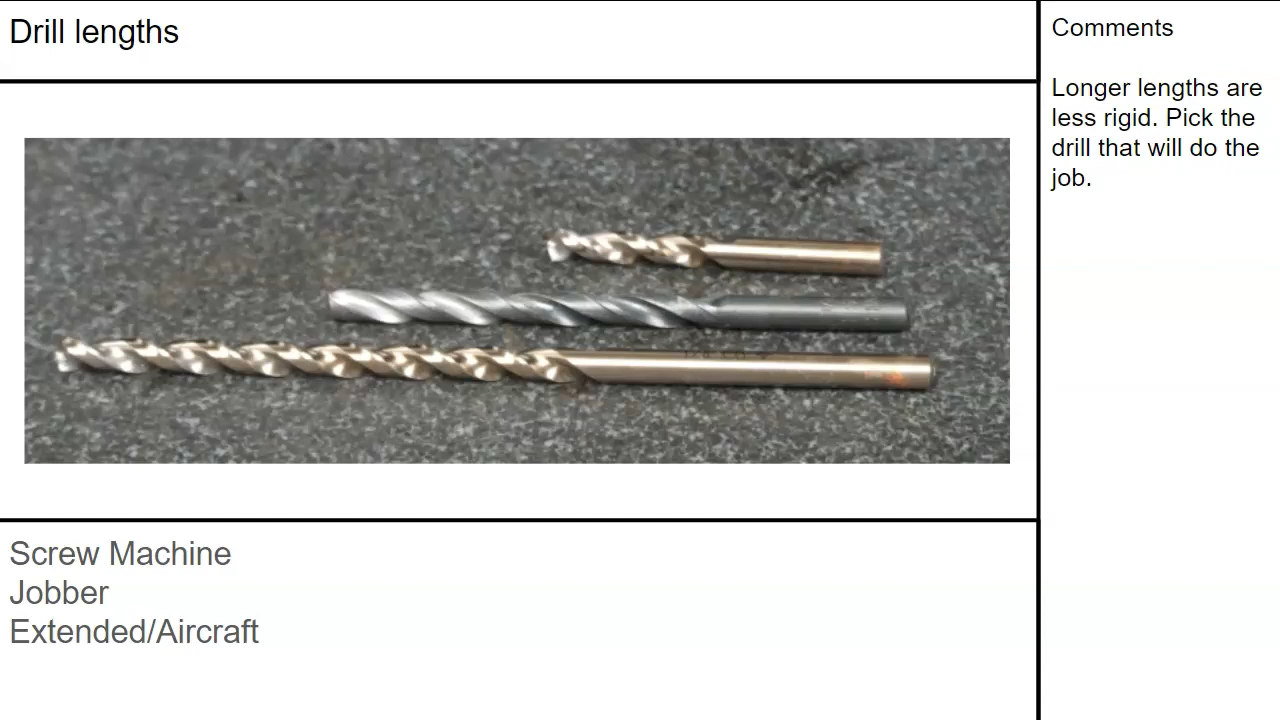 Drill lengths
Comments
Longer lengths are
less rigid. Pick the
drill that will do the
job.
Screw Machine
Jobber
Extended/Aircraft